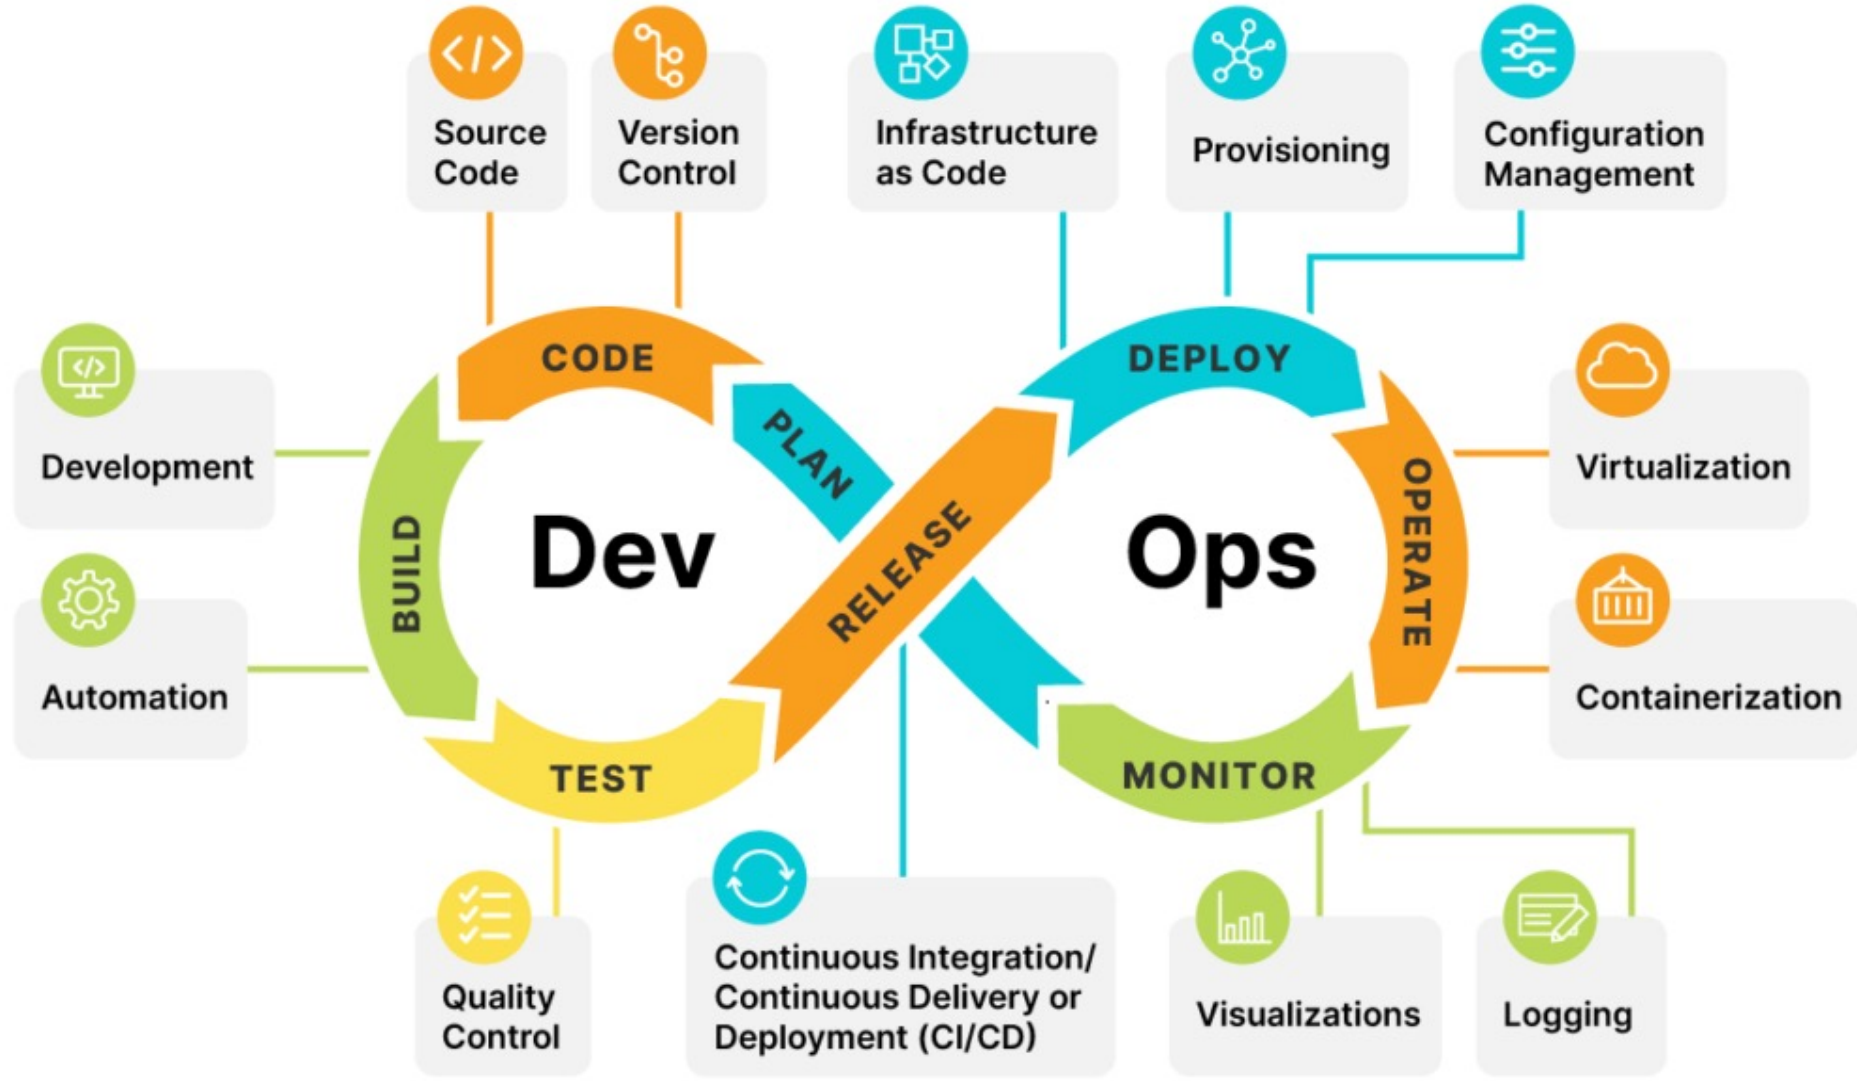 Source
Code
Version
Control
Infrastructure
as Code
Provisioning
Configuration
Management
Development
Automation
CODE
PLAN
BUILD
TEST
RELEASE
DEPLOY
OPERATE
MONITOR
Dev
Ops
Virtualization
Containerization
Quality
Control
Continuous Integration/
Continuous Delivery or
Deployment (CI/CD)
Visualizations
Logging